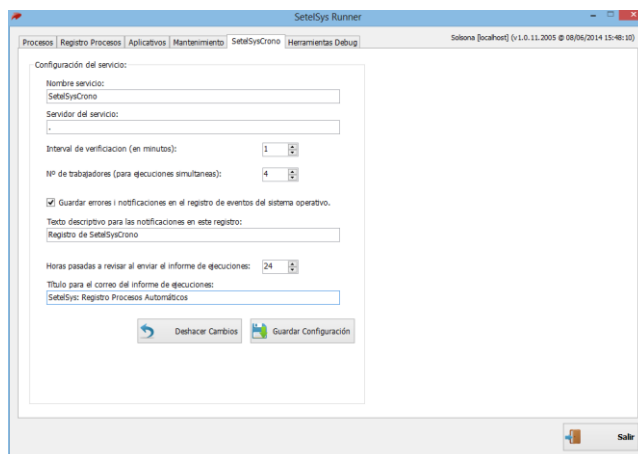 SetelSys Runner
Procesos Registro Procesos Aplicativos Mantenimiento SetelSysCrono Herramientas Debug
Solsona [localhost] (v1.0.11.2005 @ 08/06/2014 15:48:10)
Configuración del servicio:
Nombre servicio:
SetelSysCrono
Servidor del servicio:
.
Interval de verificiacion (en minutos): 1
Nº de trabajadores (para ejecuciones simultaneas): 4
Guardar errores i notificaciones en el registro de eventos del sistema operativo.
Texto descriptivo para las notificaciones en este registro:
Registro de SetelSysCrono
Horas pasadas a revisar al enviar el informe de ejecuciones: 24
Título para el correo del informe de ejecuciones:
SetelSys: Registro Procesos Automáticos
Deshacer Cambios Guardar Configuración
Salir